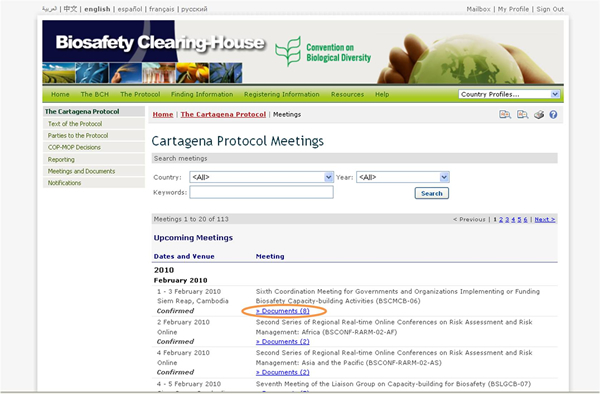 العربية | 中文 | english | español | français | русский
Mailbox | My Profile | Sign Out
Biosafety Clearing-House
Convention on
Biological Diversity
Home The BCH The Protocol Finding Information Registering Information Resources Help Country Profiles...
The Cartagena Protocol
Text of the Protocol
Parties to the Protocol
COP-MOP Decisions
Reporting
Meetings and Documents
Notifications
Home | The Cartagena Protocol | Meetings
Cartagena Protocol Meetings
Search meetings
Country: <All> Year: <All>
Keywords: Search
Meetings 1 to 20 of 113 < Previous | 1 2 3 4 5 6 | Next >
Upcoming Meetings
Dates and Venue Meeting
2010
February 2010
1 - 3 February 2010 Sixth Coordination Meeting for Governments and Organizations Implementing or Funding
Siem Reap, Cambodia Biosafety Capacity-building Activities (BSCMCB-06)
Confirmed » Documents (8)
2 February 2010 Second Series of Regional Real-time Online Conferences on Risk Assessment and Risk
Online Management: Africa (BSCONF-RARM-02-AF)
Confirmed » Documents (2)
4 February 2010 Second Series of Regional Real-time Online Conferences on Risk Assessment and Risk
Online Management: Asia and the Pacific (BSCONF-RARM-02-AS)
Confirmed » Documents (2)
4 - 5 February 2010 Seventh Meeting of the Liaison Group on Capacity-building for Biosafety (BSLGCB-07)